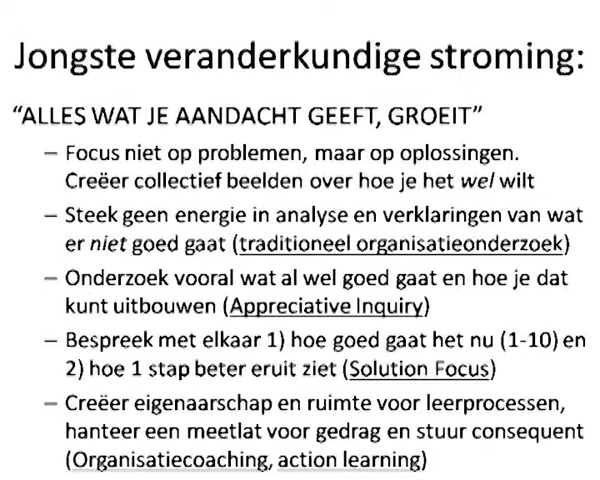 Jongste veranderkundige stroming:
“ALLES WAT JE AANDACHT GEEFT, GROEIT”
– Focus niet op problemen, maar op oplossingen.
Creëer collectief beelden over hoe je het wel wilt
– Steek geen energie in analyse en verklaringen van wat
er niet goed gaat (traditioneel organisatieonderzoek)
– Onderzoek vooral wat al wel goed gaat en hoe je dat
kunt uitbouwen (Appreciative Inquiry)
– Bespreek met elkaar 1) hoe goed gaat het nu (1-10) en
2) hoe 1 stap beter eruit ziet (Solution Focus)
– Creëer eigenaarschap en ruimte voor leerprocessen,
hanteer een meetlat voor gedrag en stuur consequent
(Organisatiecoaching, action learning)